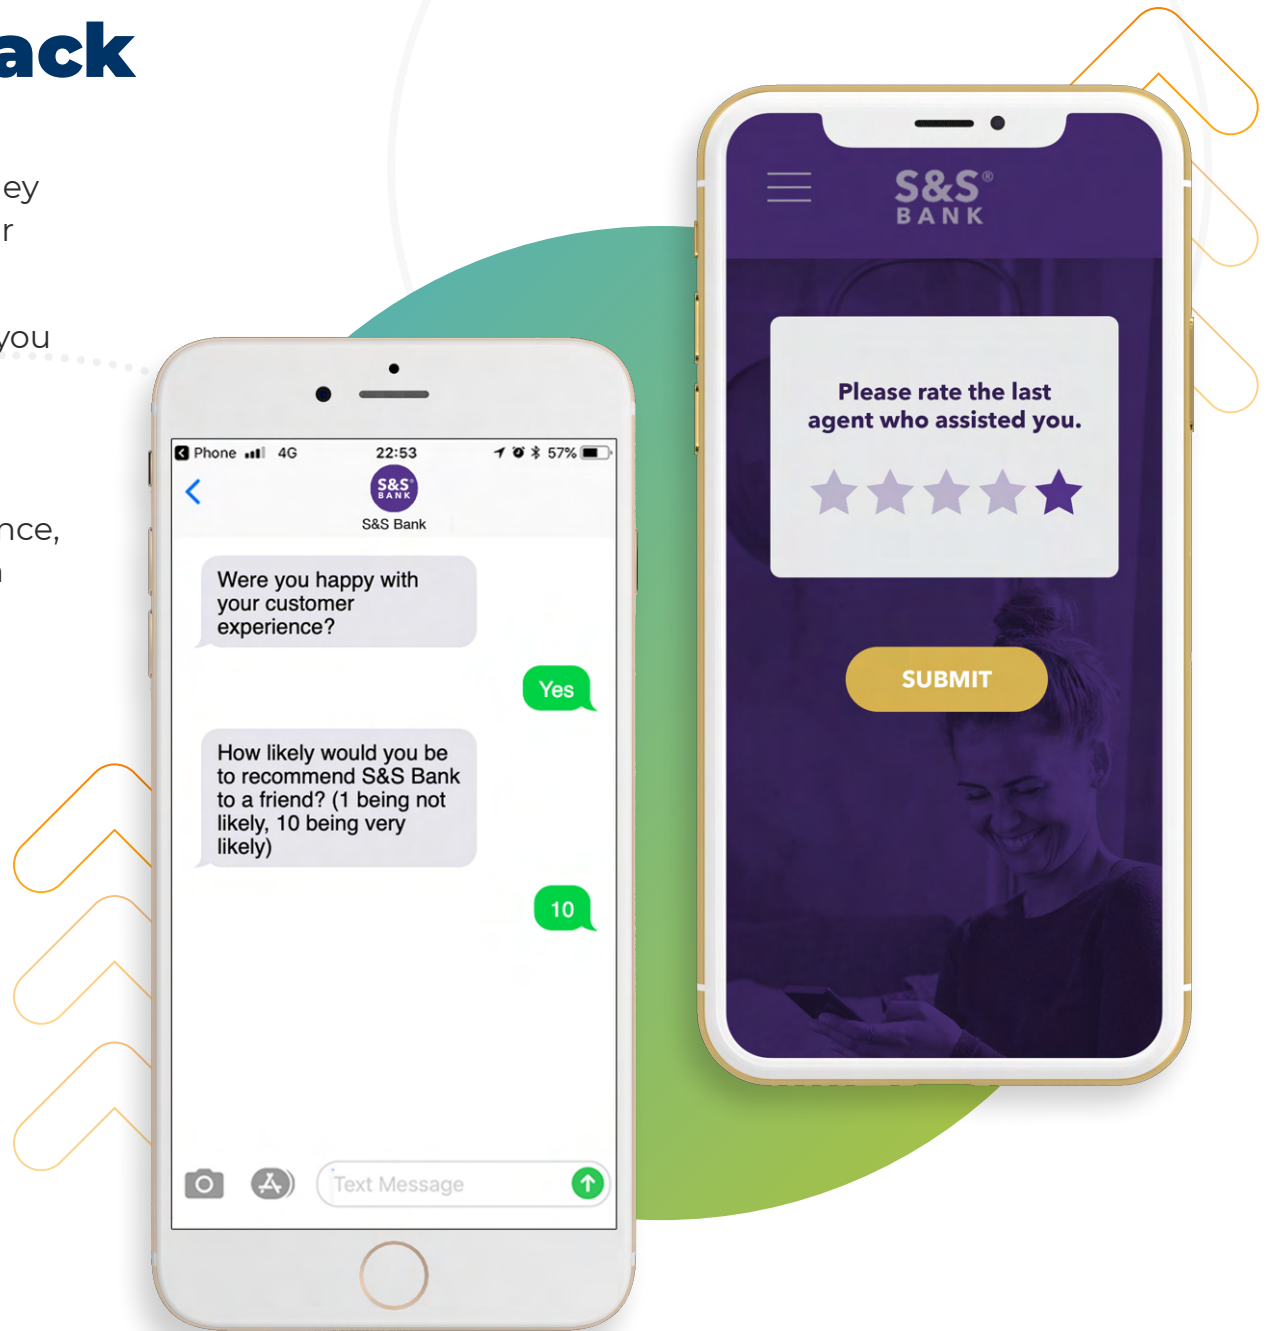 ack
ey
r
you
nce,
Phone 4G 22:53 57%
S&S
BANK
S&S Bank
Were you happy with
your customer
experience?
Yes
How likely would you be
to recommend S&S Bank
to a friend? (1 being not
likely, 10 being very
likely)
10
Text Message
S&S®
BANK
Please rate the last
agent who assisted you.
SUBMIT